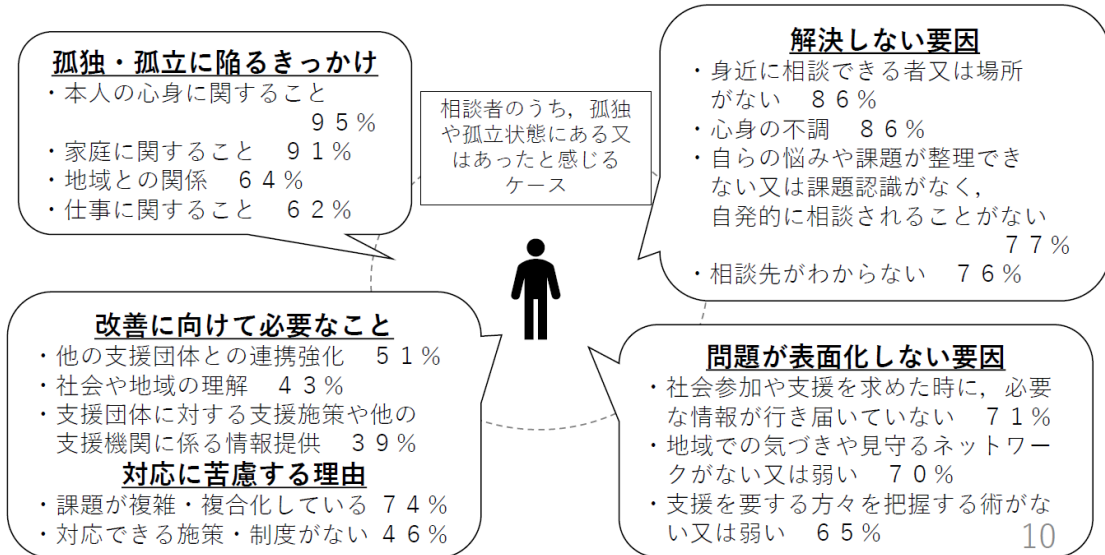 孤独・孤立に陥るきっかけ
・本人の心身に関すること
９５%
・家庭に関すること　９１%
・地域との関係　６４%
・仕事に関すること　６２%
相談者のうち，孤独
や孤立状態にある又
はあったと感じる
ケース
解決しない要因
・身近に相談できる者又は場所
がない　８６%
・心身の不調　８６%
・自らの悩みや課題が整理でき
ない又は課題認識がなく，
自発的に相談されることがない
７７%
・相談先がわからない　７６%
改善に向けて必要なこと
・他の支援団体との連携強化　５１%
・社会や地域の理解　４３%
・支援団体に対する支援施策や他の
支援機関に係る情報提供　３９%
対応に苦慮する理由
・課題が複雑・複合化している ７４%
・対応できる施策・制度がない ４６%
問題が表面化しない要因
・社会参加や支援を求めた時に，必要
な情報が行き届いていない　７１%
・地域での気づきや見守るネットワー
クがない又は弱い　７０%
・支援を要する方々を把握する術がな
い又は弱い　６５%
10